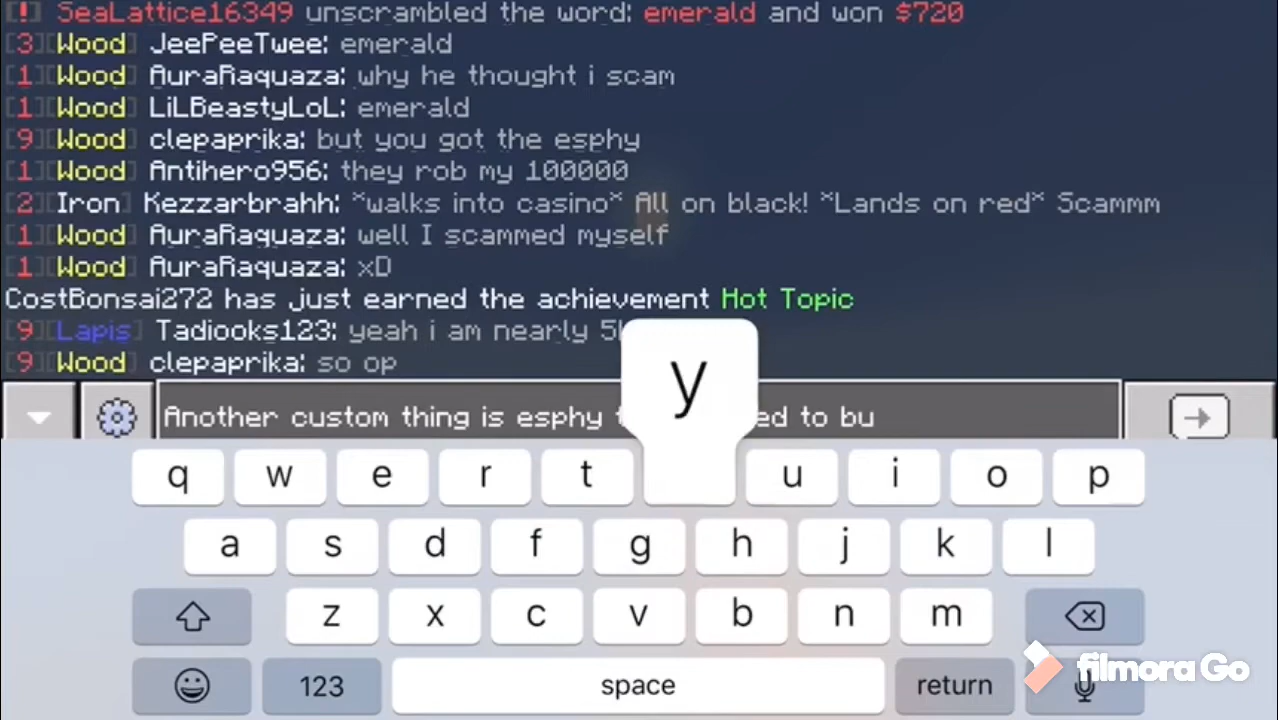 [!] SeaLattice16349 unscrambled the word: emerald and won $720
[3][Wood] JeePeeTwee: emerald
[1][Wood] AuraRaquaza: why he thought i scam
[1][Wood] LiLBeastyLoL: emerald
[9][Wood] clepaprika: but you got the esphy
[1][Wood] Antihero956: they rob my 100000
[2][Iron] Kezzarbrahh: *walks into casino* All on black! *Lands on red* Scammm
[1][Wood] AuraRaquaza: well I scammed myself
[1][Wood] AuraRaquaza: xD
CostBonsai272 has just earned the achievement Hot Topic
[9][Lapis] Tadiooks123: yeah i am nearly
[9][Wood] clepaprika: so op
y
Another custom thing is esphy to bu
q w e r t u i o p
a s d f g h j k l
z x c v b n m
123 space return
filmora Go